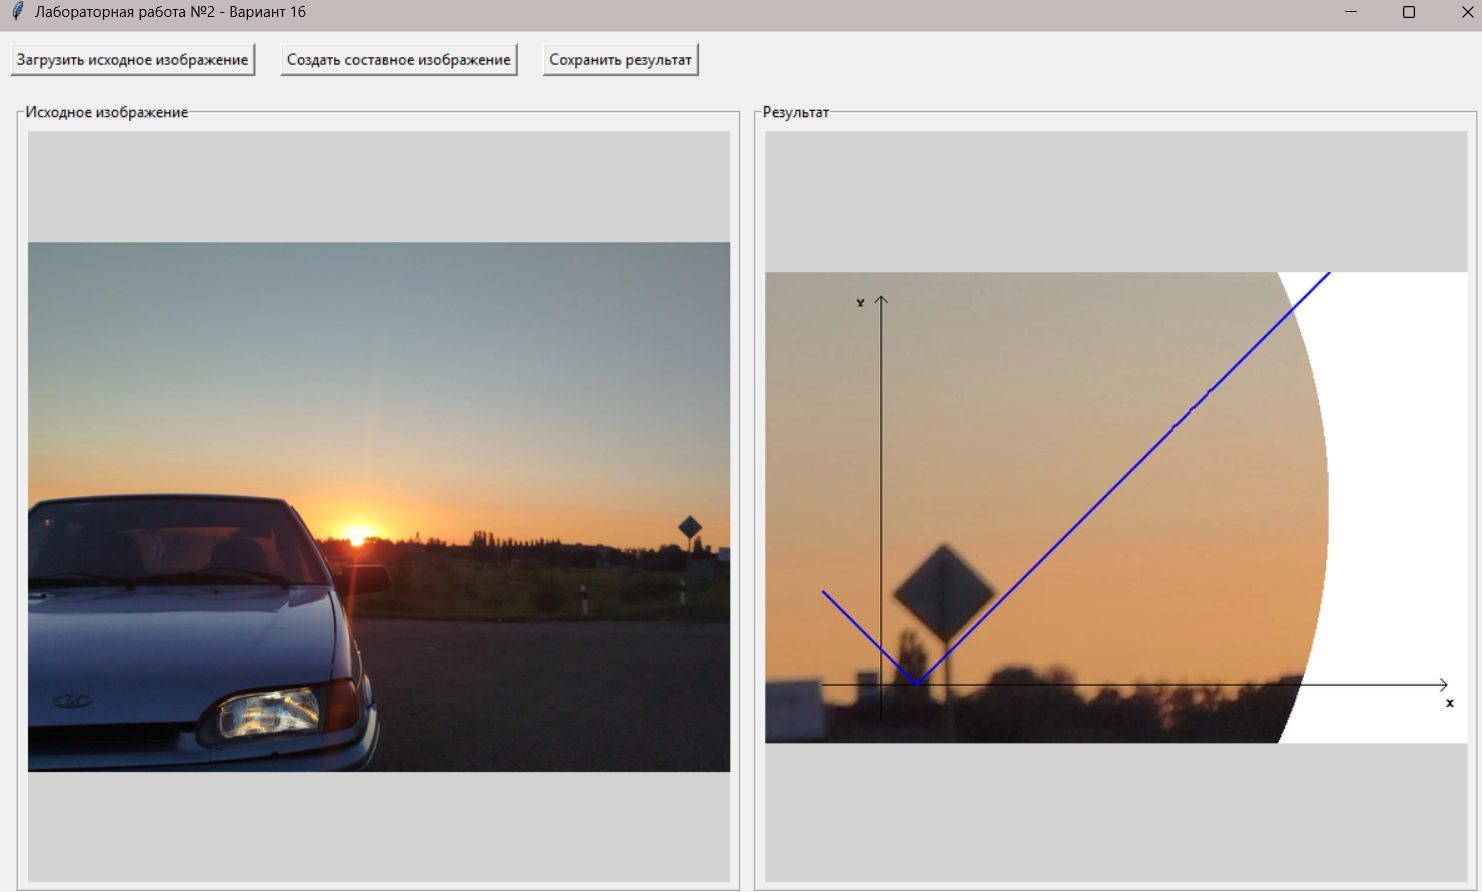 Лабораторная работа №2 - Вариант 16
Загрузить исходное изображение
Создать составное изображение
Сохранить результат
Исходное изображение
Результат
Y
X